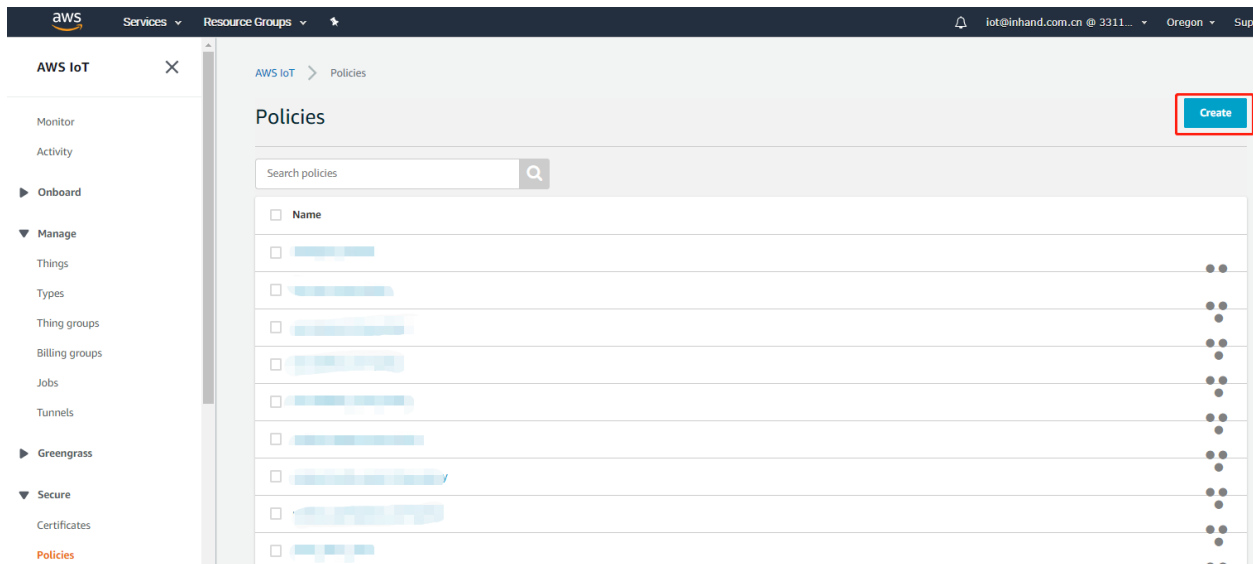 aws Services Resource Groups iot@inhand.com.cn @ 3311... Oregon Sup
AWS IoT
Monitor
Activity
Onboard
Manage
Things
Types
Thing groups
Billing groups
Jobs
Tunnels
Greengrass
Secure
Certificates
Policies
AWS IoT Policies
Policies
Create
Search policies
Name